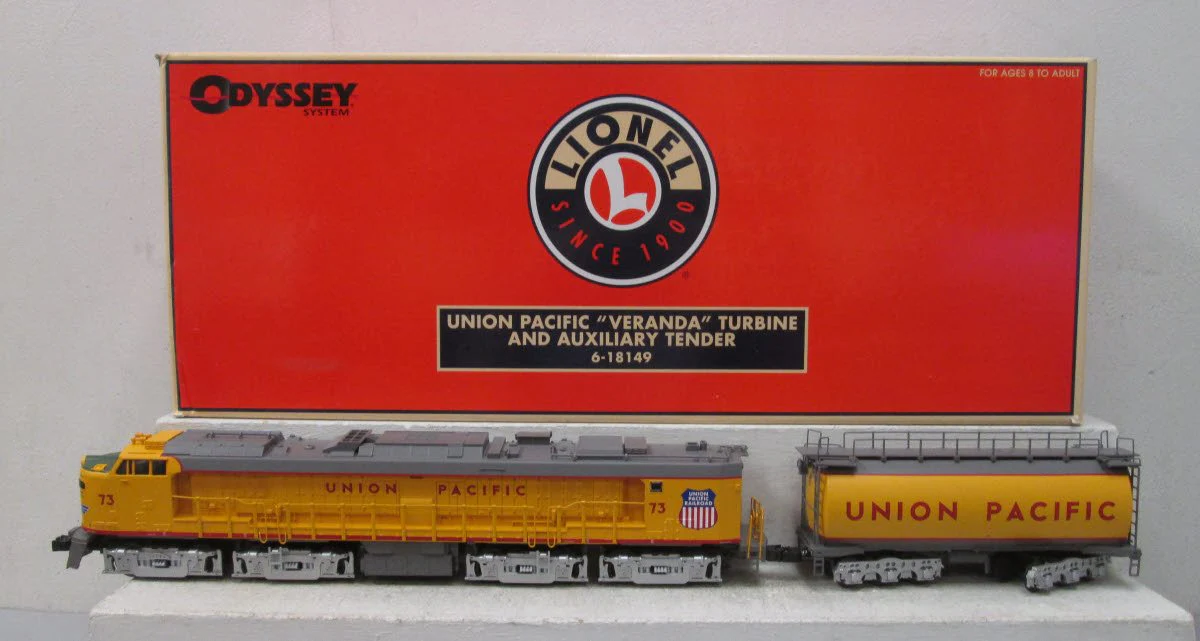 ODYSSEY
SYSTEM
FOR AGES 8 TO ADULT
LIONEL
L
SINCE 1900
®
UNION PACIFIC "VERANDA" TURBINE
AND AUXILIARY TENDER
6-18149
73
UNION PACIFIC
73
UNION
PACIFIC
RAILROAD
UNION PACIFIC